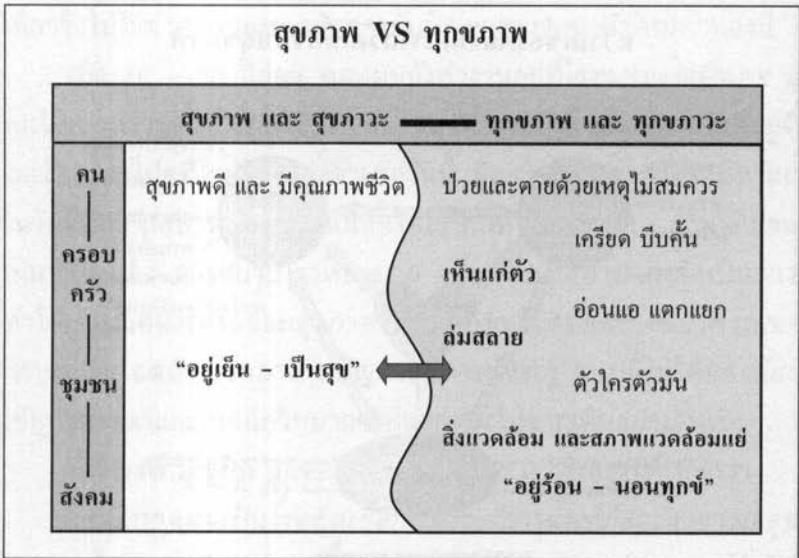 สุขภาพ VS ทุกขภาพ
สุขภาพ และ สุขภาวะ ทุกขภาพ และ ทุกขภาวะ
คน
ครอบ
ครัว
ชุมชน
สังคม
สุขภาพดี และ มีคุณภาพชีวิต
“อยู่เย็น เป็นสุข”
ป่วยและตายด้วยเหตุไม่สมควร
เครียด บีบคั้น
เห็นแก่ตัว
อ่อนแอ แตกแยก
ล่มสลาย
ตัวใครตัวมัน
สิ่งแวดล้อม และสภาพแวดล้อมแย่
“อยู่ร้อน – นอนทุกข์”